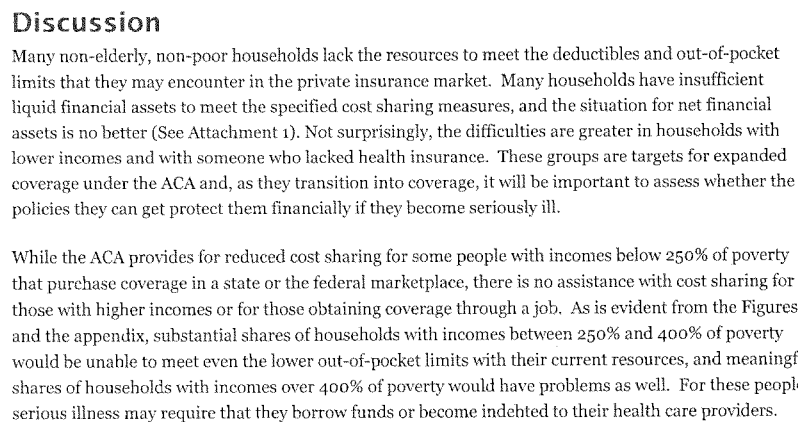 Discussion
Many non-elderly, non-poor households lack the resources to meet the deductibles and out-of-pocket
limits that they may encounter in the private insurance market.  Many households have insufficient
liquid financial assets to meet the specified cost sharing measures, and the situation for net financial
assets is no better (See Attachment 1). Not surprisingly, the difficulties are greater in households with
lower incomes and with someone who lacked health insurance.  These groups are targets for expanded
coverage under the ACA and, as they transition into coverage, it will be important to assess whether the
policies they can get protect them financially if they become seriously ill.
While the ACA provides for reduced cost sharing for some people with incomes below 250% of poverty
that purchase coverage in a state or the federal marketplace, there is no assistance with cost sharing for
those with higher incomes or for those obtaining coverage through a job.  As is evident from the Figures
and the appendix, substantial shares of households with incomes between 250% and 400% of poverty
would be unable to meet even the lower out-of-pocket limits with their current resources, and meaningf
shares of households with incomes over 400% of poverty would have problems as well.  For these peopl
serious illness may require that they borrow funds or become indebted to their health care providers.